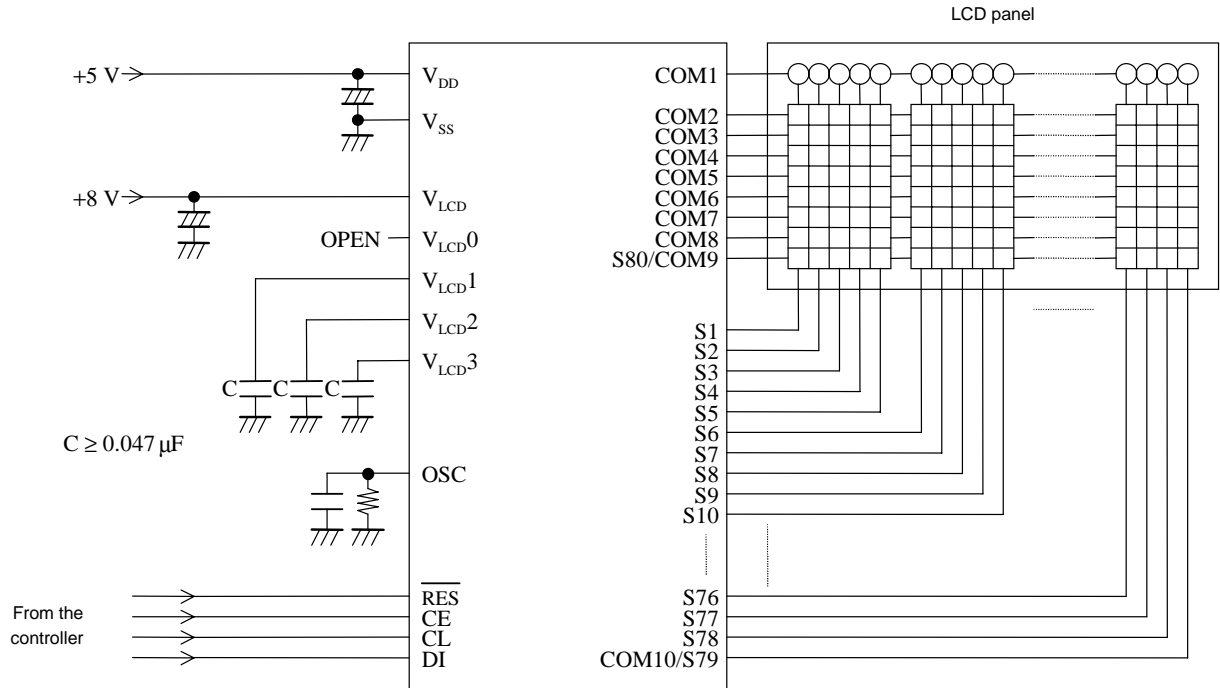 LCD panel
+5 V
VDD
VSS
+8 V
VLCD
OPEN
VLCD0
VLCD1
VLCD2
VLCD3
C
C
C
C ≥ 0.047 µF
OSC
From the
controller
RES
CE
CL
DI
COM1
COM2
COM3
COM4
COM5
COM6
COM7
COM8
S80/COM9
S1
S2
S3
S4
S5
S6
S7
S8
S9
S10
S76
S77
S78
COM10/S79